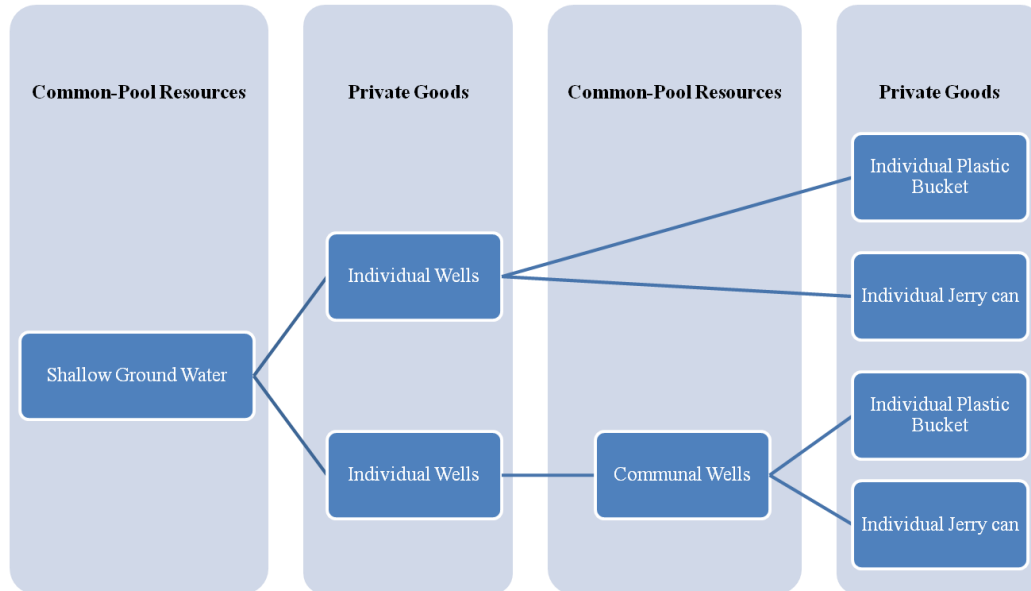 Common-Pool Resources
Private Goods
Common-Pool Resources
Private Goods
Shallow Ground Water
Individual Wells
Individual Wells
Communal Wells
Individual Plastic
Bucket
Individual Jerry can
Individual Plastic
Bucket
Individual Jerry can